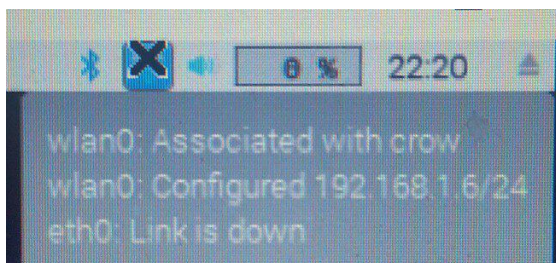 0 % 22:20
wlan0: Associated with crow
wlan0: Configured 192.168.1.6/24
eth0: Link is down